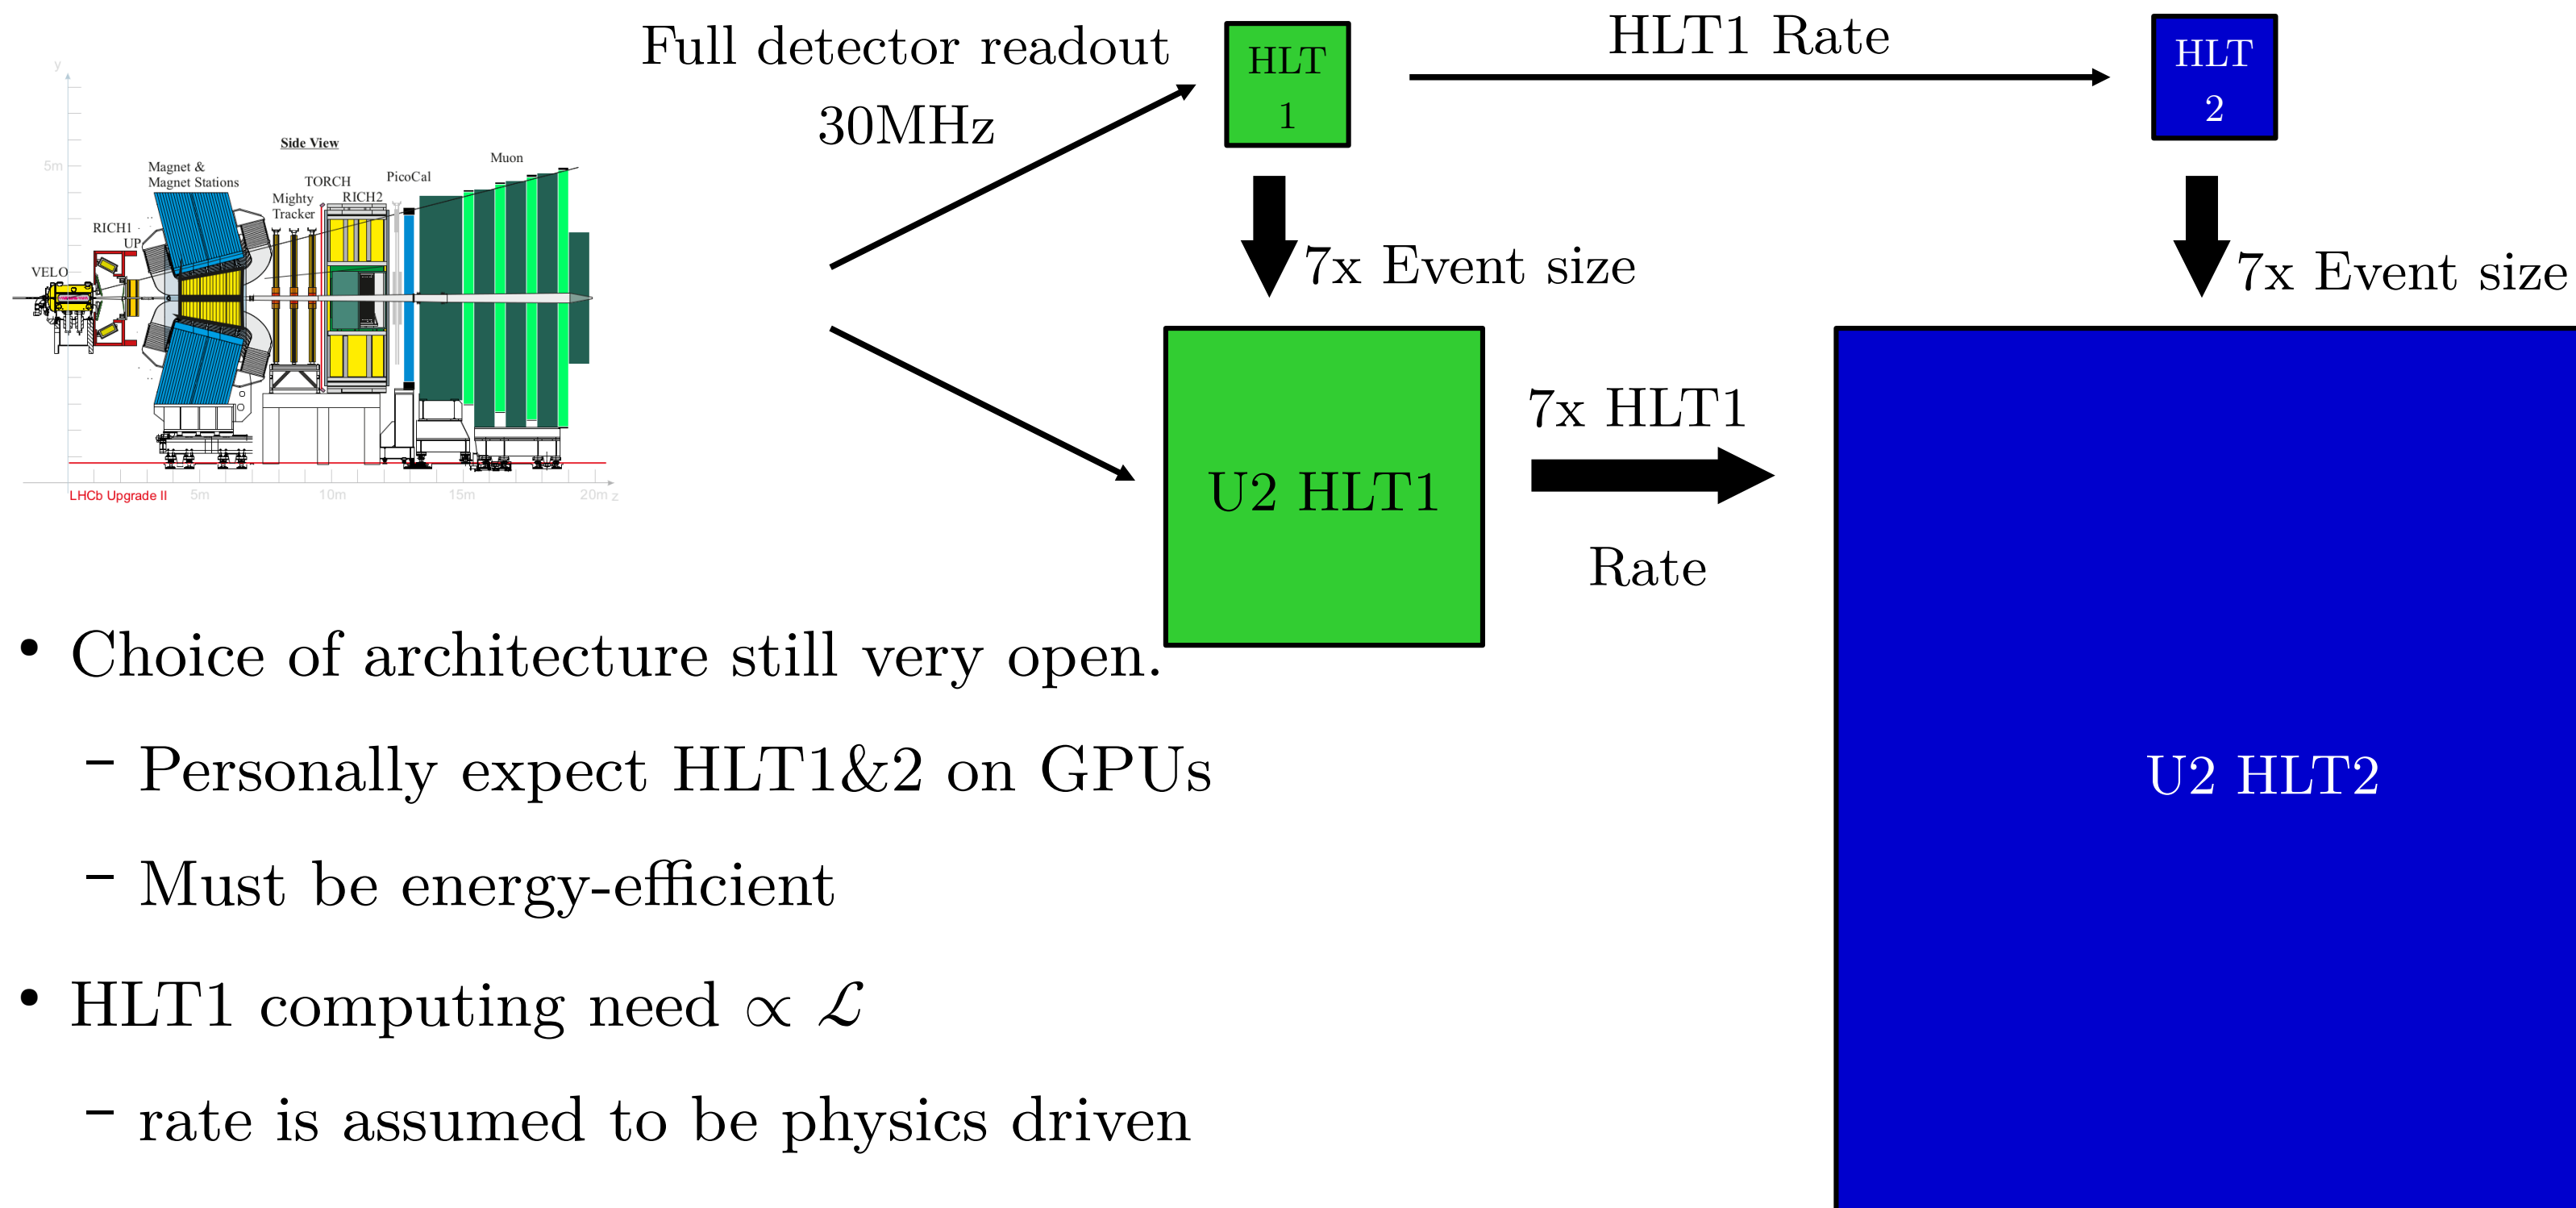 Full detector readout
30MHz
HLT
1
HLT1 Rate
HLT
2
7x Event size
7x Event size
U2 HLT1
7x HLT1
Rate
U2 HLT2
y
5m
Side View
Magnet &
Magnet Stations
RICH1
UP
VELO
Mighty
Tracker
TORCH
RICH2
PicoCal
Muon
LHCb Upgrade II
5m
10m
15m
20m
z
• Choice of architecture still very open.
– Personally expect HLT1&2 on GPUs
– Must be energy-efficient
• HLT1 computing need ∝ ℒ
– rate is assumed to be physics driven